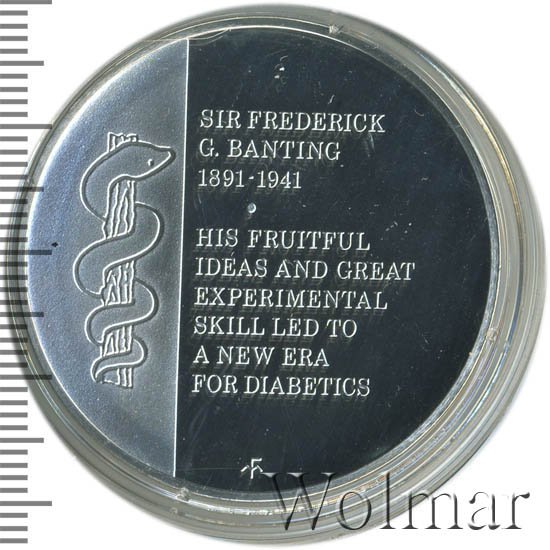 SIR FREDERICK
G. BANTING
1891-1941
HIS FRUITFUL
IDEAS AND GREAT
EXPERIMENTAL
SKILL LED TO
A NEW ERA
FOR DIABETICS
Wolmar